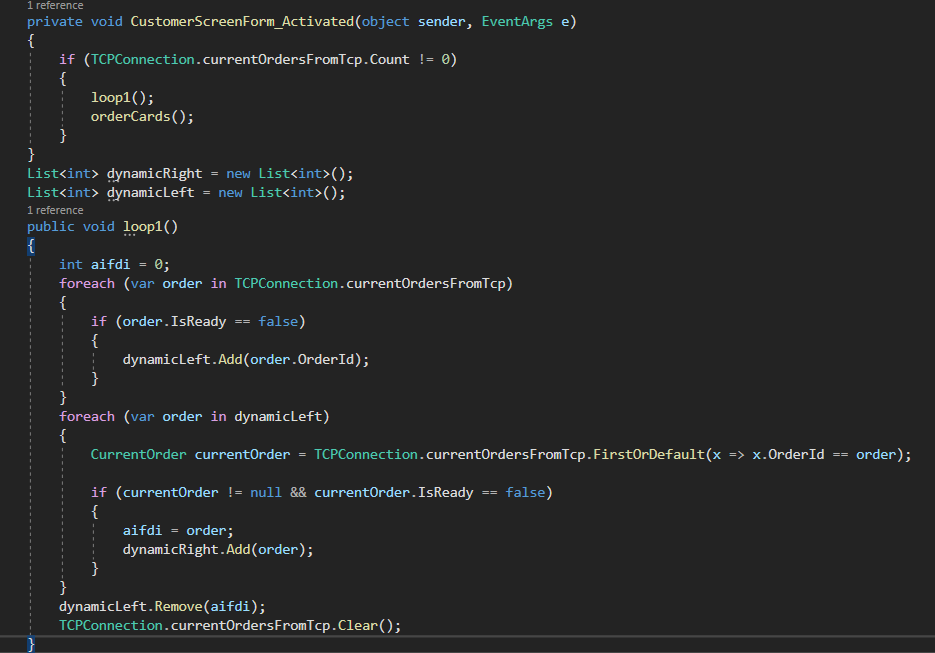 1 reference
private void CustomerScreenForm_Activated(object sender, EventArgs e)
{
    if (TCPConnection.currentOrdersFromTcp.Count != 0)
    {
        loop1();
        orderCards();
    }
}
List<int> dynamicRight = new List<int>();
List<int> dynamicLeft = new List<int>();
1 reference
public void loop1()
{
    int aifdi = 0;
    foreach (var order in TCPConnection.currentOrdersFromTcp)
    {
        if (order.IsReady == false)
        {
            dynamicLeft.Add(order.OrderId);
        }
    }
    foreach (var order in dynamicLeft)
    {
        CurrentOrder currentOrder = TCPConnection.currentOrdersFromTcp.FirstOrDefault(x => x.OrderId == order);
        if (currentOrder != null && currentOrder.IsReady == false)
        {
            aifdi = order;
            dynamicRight.Add(order);
        }
    }
    dynamicLeft.Remove(aifdi);
    TCPConnection.currentOrdersFromTcp.Clear();
}